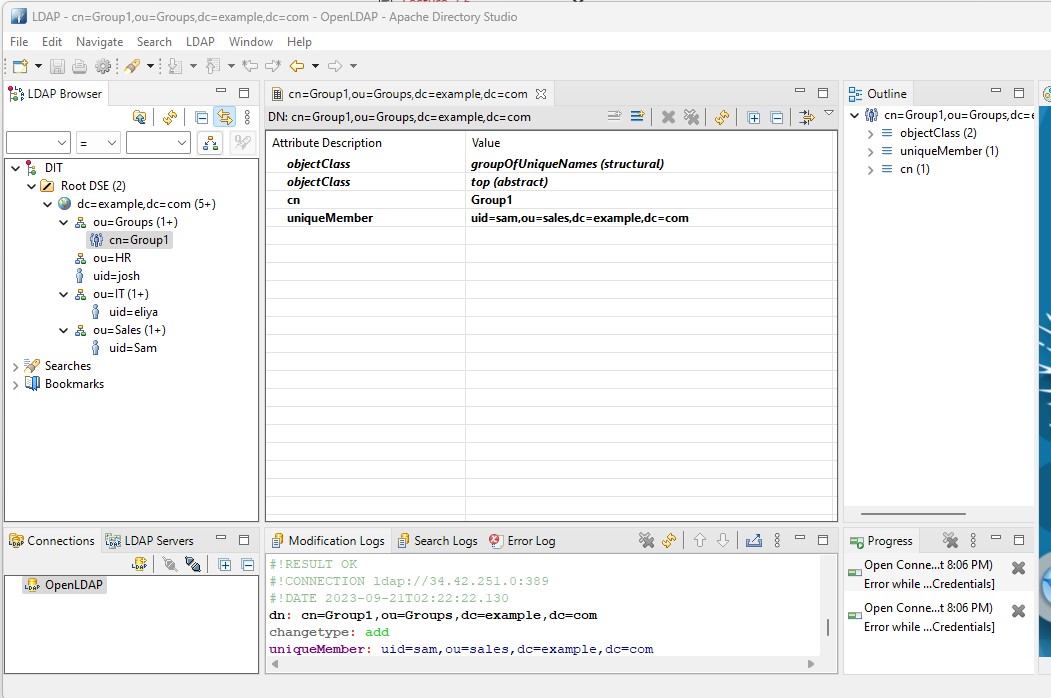 LDAP - cn=Group1,ou=Groups,dc=example,dc=com - OpenLDAP - Apache Directory Studio
File Edit Navigate Search LDAP Window Help
LDAP Browser
=
DIT
Root DSE (2)
dc=example,dc=com (5+)
ou=Groups (1+)
cn=Group1
ou=HR
uid=josh
ou=IT (1+)
uid=eliya
ou=Sales (1+)
uid=Sam
Searches
Bookmarks
cn=Group1,ou=Groups,dc=example,dc=com
DN: cn=Group1,ou=Groups,dc=example,dc=com
Attribute Description Value
objectClass groupOfUniqueNames (structural)
objectClass top (abstract)
cn Group1
uniqueMember uid=sam,ou=sales,dc=example,dc=com
Outline
cn=Group1,ou=Groups,dc=e
objectClass (2)
uniqueMember (1)
cn (1)
Connections LDAP Servers
OpenLDAP
Modification Logs Search Logs Error Log
#!RESULT OK
#!CONNECTION ldap://34.42.251.0:389
#!DATE 2023-09-21T02:22:22.130
dn: cn=Group1,ou=Groups,dc=example,dc=com
changetype: add
uniqueMember: uid=sam,ou=sales,dc=example,dc=com
Progress
Open Conne...t 8:06 PM)
Error while ...Credentials]
Open Conne...t 8:06 PM)
Error while ...Credentials]